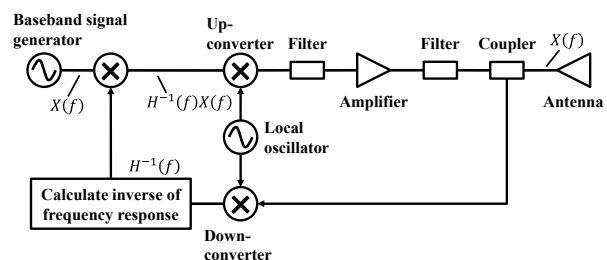 Baseband signal
generator
Up-
converter
Filter
Filter
Coupler
X(f)
X(f)
H⁻¹(f)X(f)
Amplifier
Antenna
Local
oscillator
H⁻¹(f)
Calculate inverse of
frequency response
Down-
converter